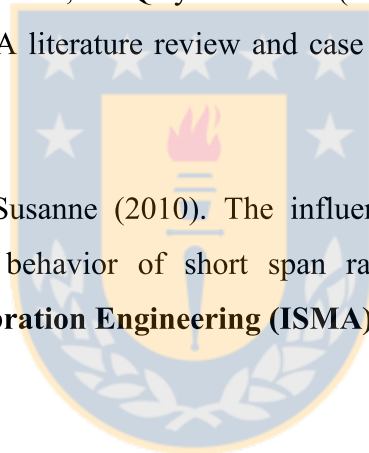 A literature review and case
Susanne (2010). The influen
behavior of short span ra
oration Engineering (ISMA)